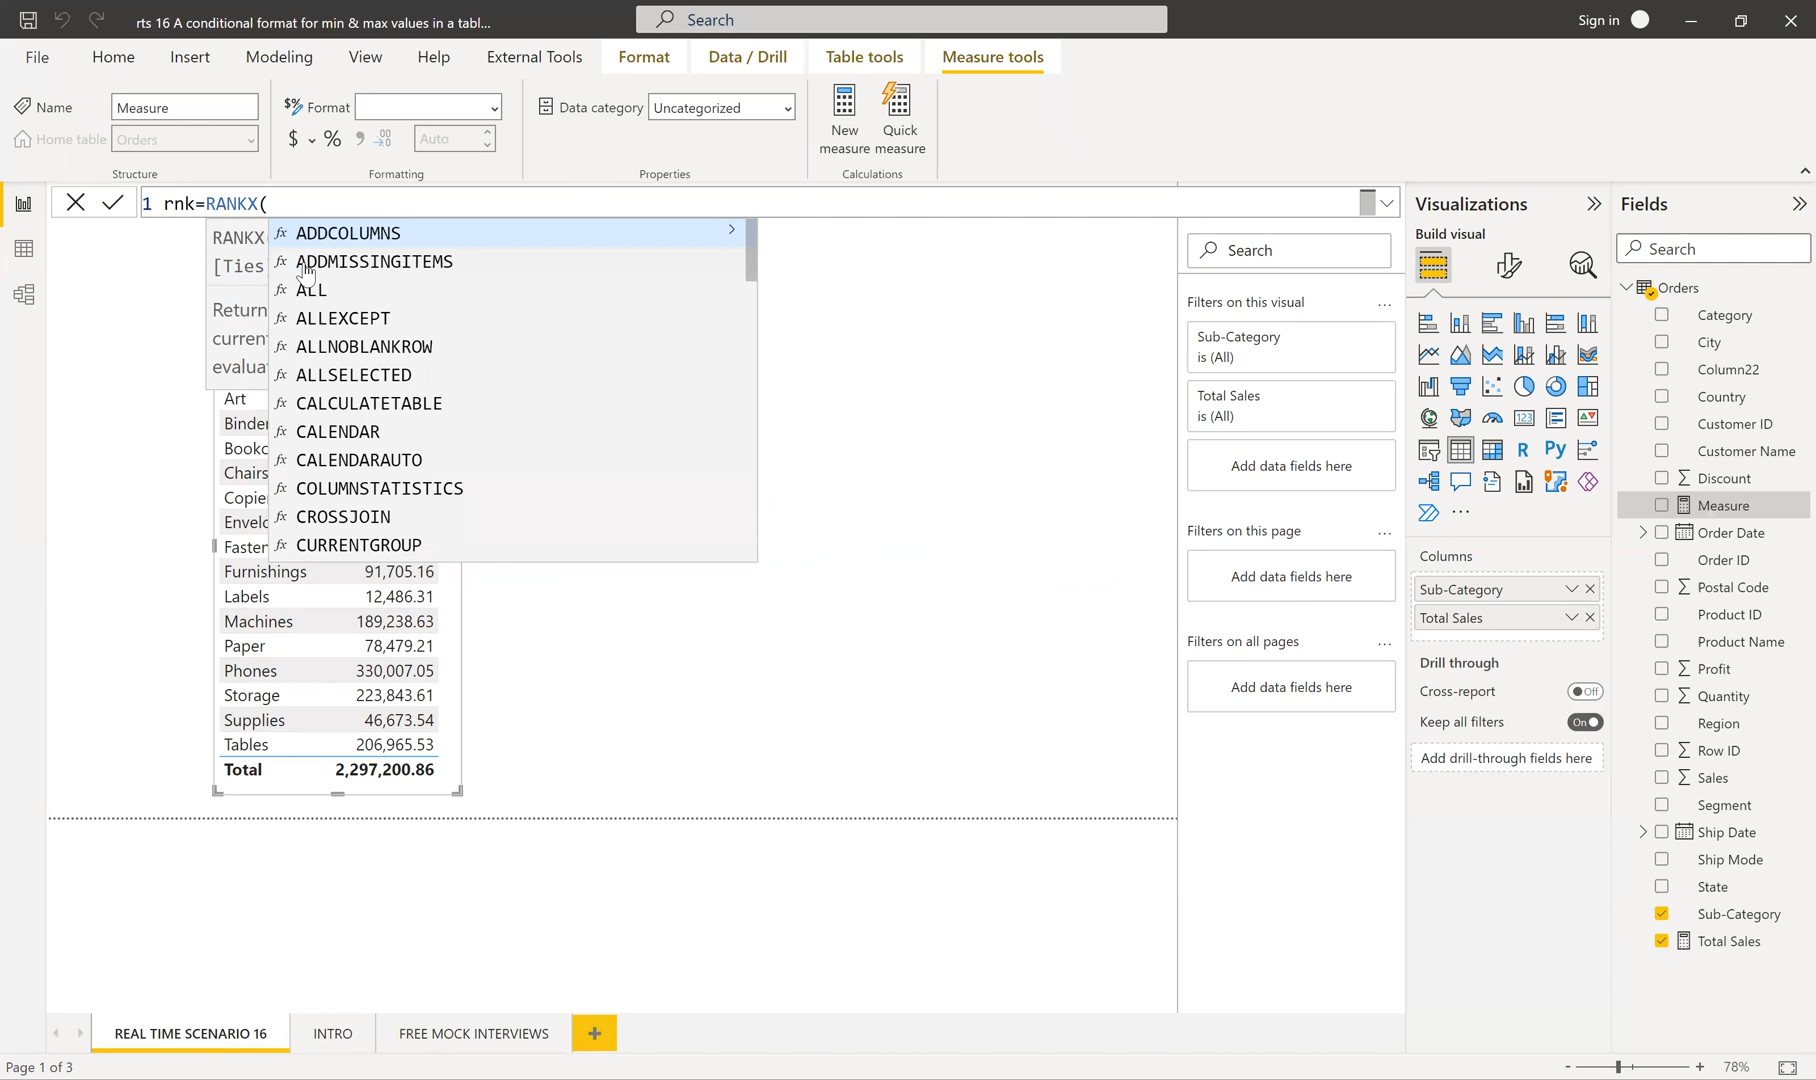 rts 16 A conditional format for min & max values in a tabl...
Search
Sign in
File Home Insert Modeling View Help External Tools Format Data / Drill Table tools Measure tools
Name Measure
Home table Orders
Structure
$% Format
$ % , .00 Auto
Formatting
Data category Uncategorized
Properties
New measure
Quick measure
Calculations
1 rnk=RANKX(
RANKX
[Ties
Return
current
evalua
ADDCOLUMNS
ADDMISSINGITEMS
ALL
ALLEXCEPT
ALLNOBLANKROW
ALLSELECTED
CALCULATETABLE
CALENDAR
CALENDARAUTO
COLUMNSTATISTICS
CROSSJOIN
CURRENTGROUP
Art
Binder
Bookc
Chairs
Copie
Envelo
Fasten
Furnishings 91,705.16
Labels 12,486.31
Machines 189,238.63
Paper 78,479.21
Phones 330,007.05
Storage 223,843.61
Supplies 46,673.54
Tables 206,965.53
Total 2,297,200.86
Search
Filters on this visual ...
Sub-Category
is (All)
Total Sales
is (All)
Add data fields here
Filters on this page ...
Add data fields here
Filters on all pages ...
Add data fields here
Visualizations
Build visual
123
R Py
...
Columns
Sub-Category
Total Sales
Drill through
Cross-report Off
Keep all filters On
Add drill-through fields here
Fields
Search
Orders
Category
City
Column22
Country
Customer ID
Customer Name
Discount
Measure
Order Date
Order ID
Postal Code
Product ID
Product Name
Profit
Quantity
Region
Row ID
Sales
Segment
Ship Date
Ship Mode
State
Sub-Category
Total Sales
REAL TIME SCENARIO 16 INTRO FREE MOCK INTERVIEWS +
Page 1 of 3
- + 78%